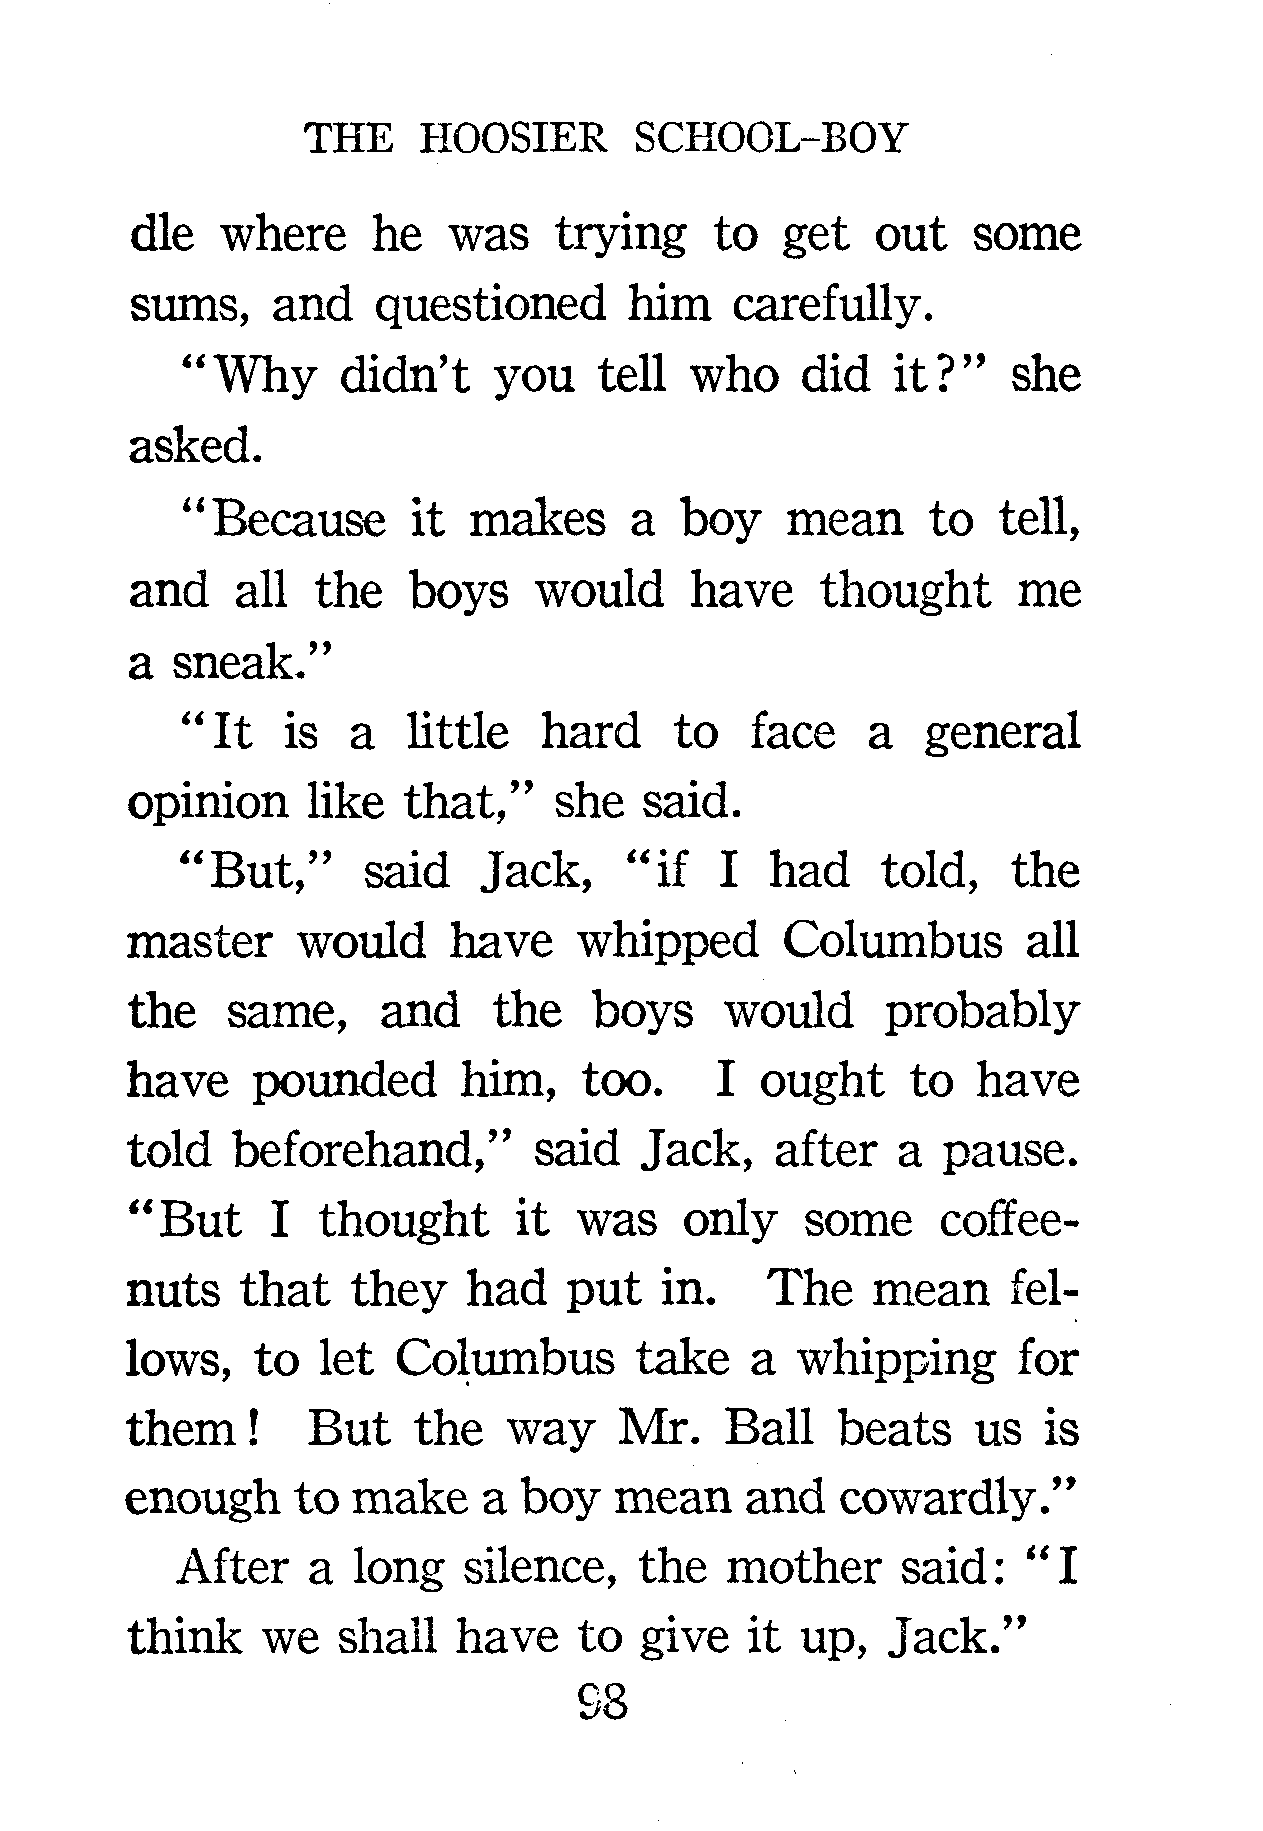 THE HOOSIER SCHOOL-BOY
dle where he was trying to get out some
sums, and questioned him carefully.
"Why didn't you tell who did it?" she
asked.
"Because it makes a boy mean to tell,
and all the boys would have thought me
a sneak."
"It is a little hard to face a general
opinion like that," she said.
"But," said Jack, "if I had told, the
master would have whipped Columbus all
the same, and the boys would probably
have pounded him, too. I ought to have
told beforehand," said Jack, after a pause.
"But I thought it was only some coffee-
nuts that they had put in. The mean fel-
lows, to let Columbus take a whipping for
them! But the way Mr. Ball beats us is
enough to make a boy mean and cowardly."
After a long silence, the mother said: "I
think we shall have to give it up, Jack."
98